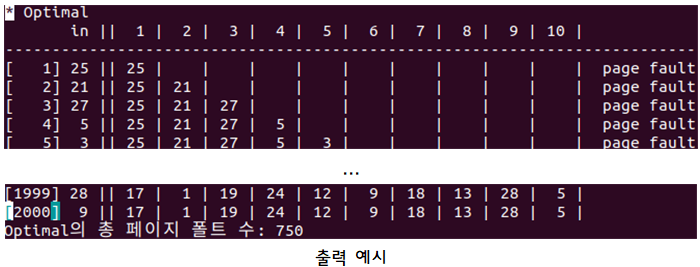 * Optimal
in || 1 | 2 | 3 | 4 | 5 | 6 | 7 | 8 | 9 | 10 |
--------------------------------------------------------------------------------
[ 1] 25 || 25 | | | | | | | | | | page fault
[ 2] 21 || 25 | 21 | | | | | | | | | page fault
[ 3] 27 || 25 | 21 | 27 | | | | | | | | page fault
[ 4] 5 || 25 | 21 | 27 | 5 | | | | | | | page fault
[ 5] 3 || 25 | 21 | 27 | 5 | 3 | | | | | | page fault
...
[1999] 28 || 17 | 1 | 19 | 24 | 12 | 9 | 18 | 13 | 28 | 5 |
[2000] 9 || 17 | 1 | 19 | 24 | 12 | 9 | 18 | 13 | 28 | 5 |
Optimal의 총 페이지 폴트 수: 750
출력 예시